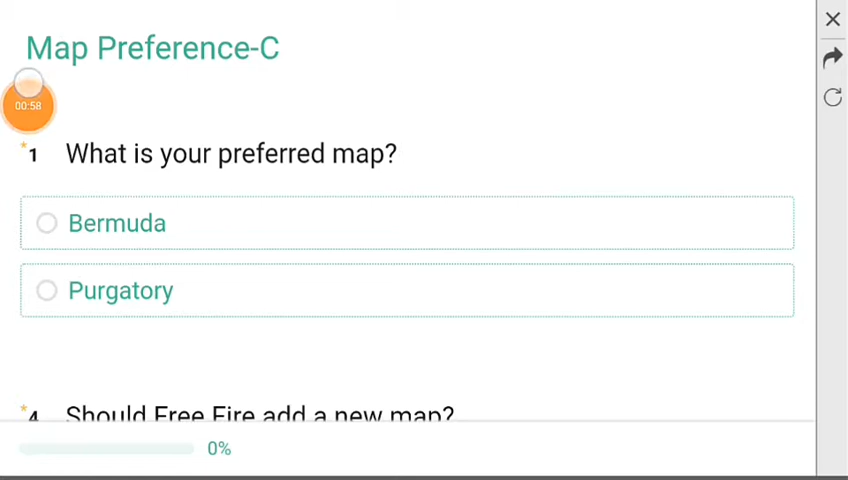 Map Preference-C
00:58
*1 What is your preferred map?
Bermuda
Purgatory
*4 Should Free Fire add a new map?
0%